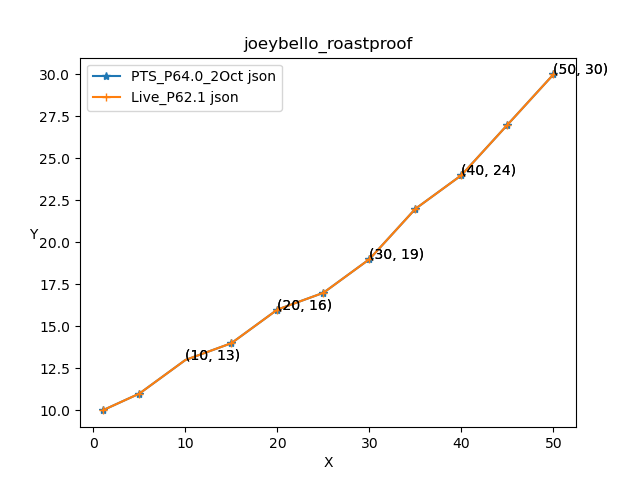 joeybello_roastproof
PTS_P64.0_2Oct json
Live_P62.1 json
(50, 30)
(40, 24)
(30, 19)
(20, 16)
(10, 13)
30.0
27.5
25.0
22.5
20.0
17.5
15.0
12.5
10.0
Y
0 10 20 30 40 50
X